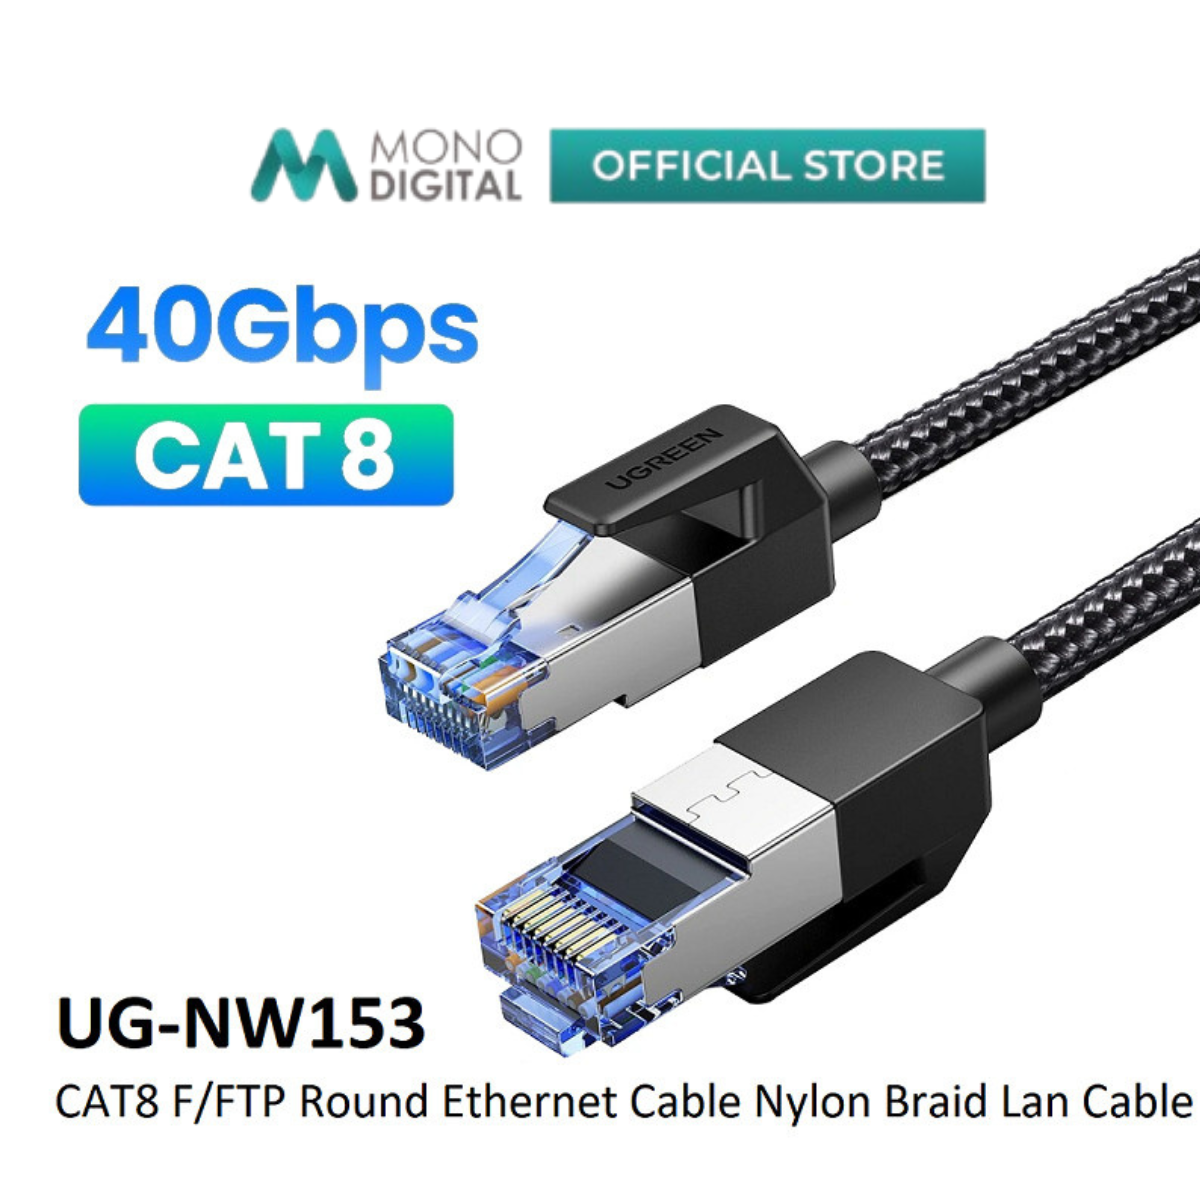 MONO
DIGITAL
OFFICIAL STORE
40Gbps
CAT 8
UGREEN
UG-NW153
CAT8 F/FTP Round Ethernet Cable Nylon Braid Lan Cable